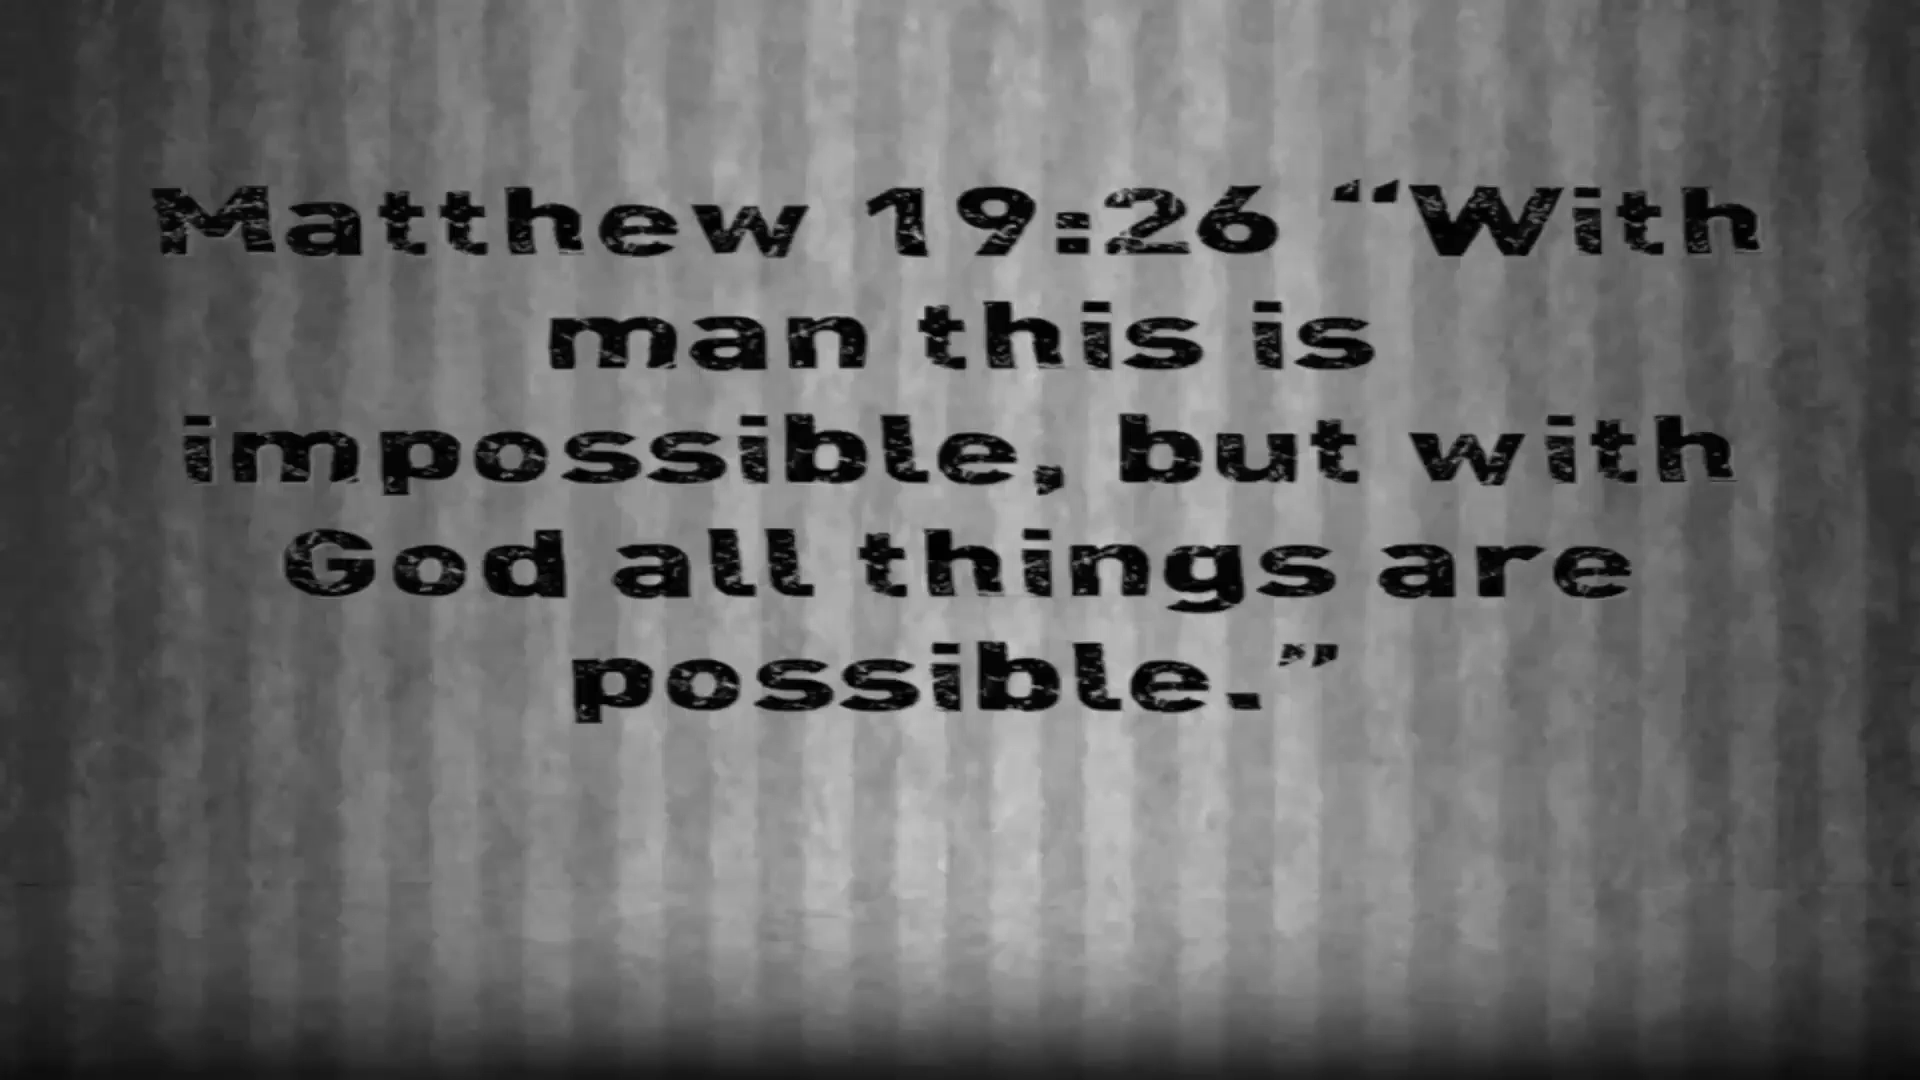 Matthew 19:26 “With
man this is
impossible, but with
God all things are
possible.”